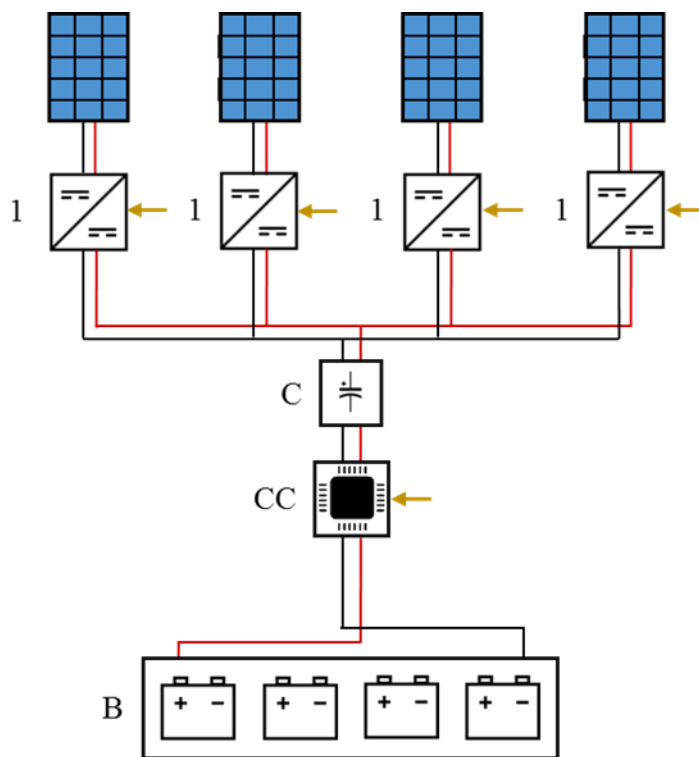 1 1 1 1
C
CC
B
+ − + − + − + −